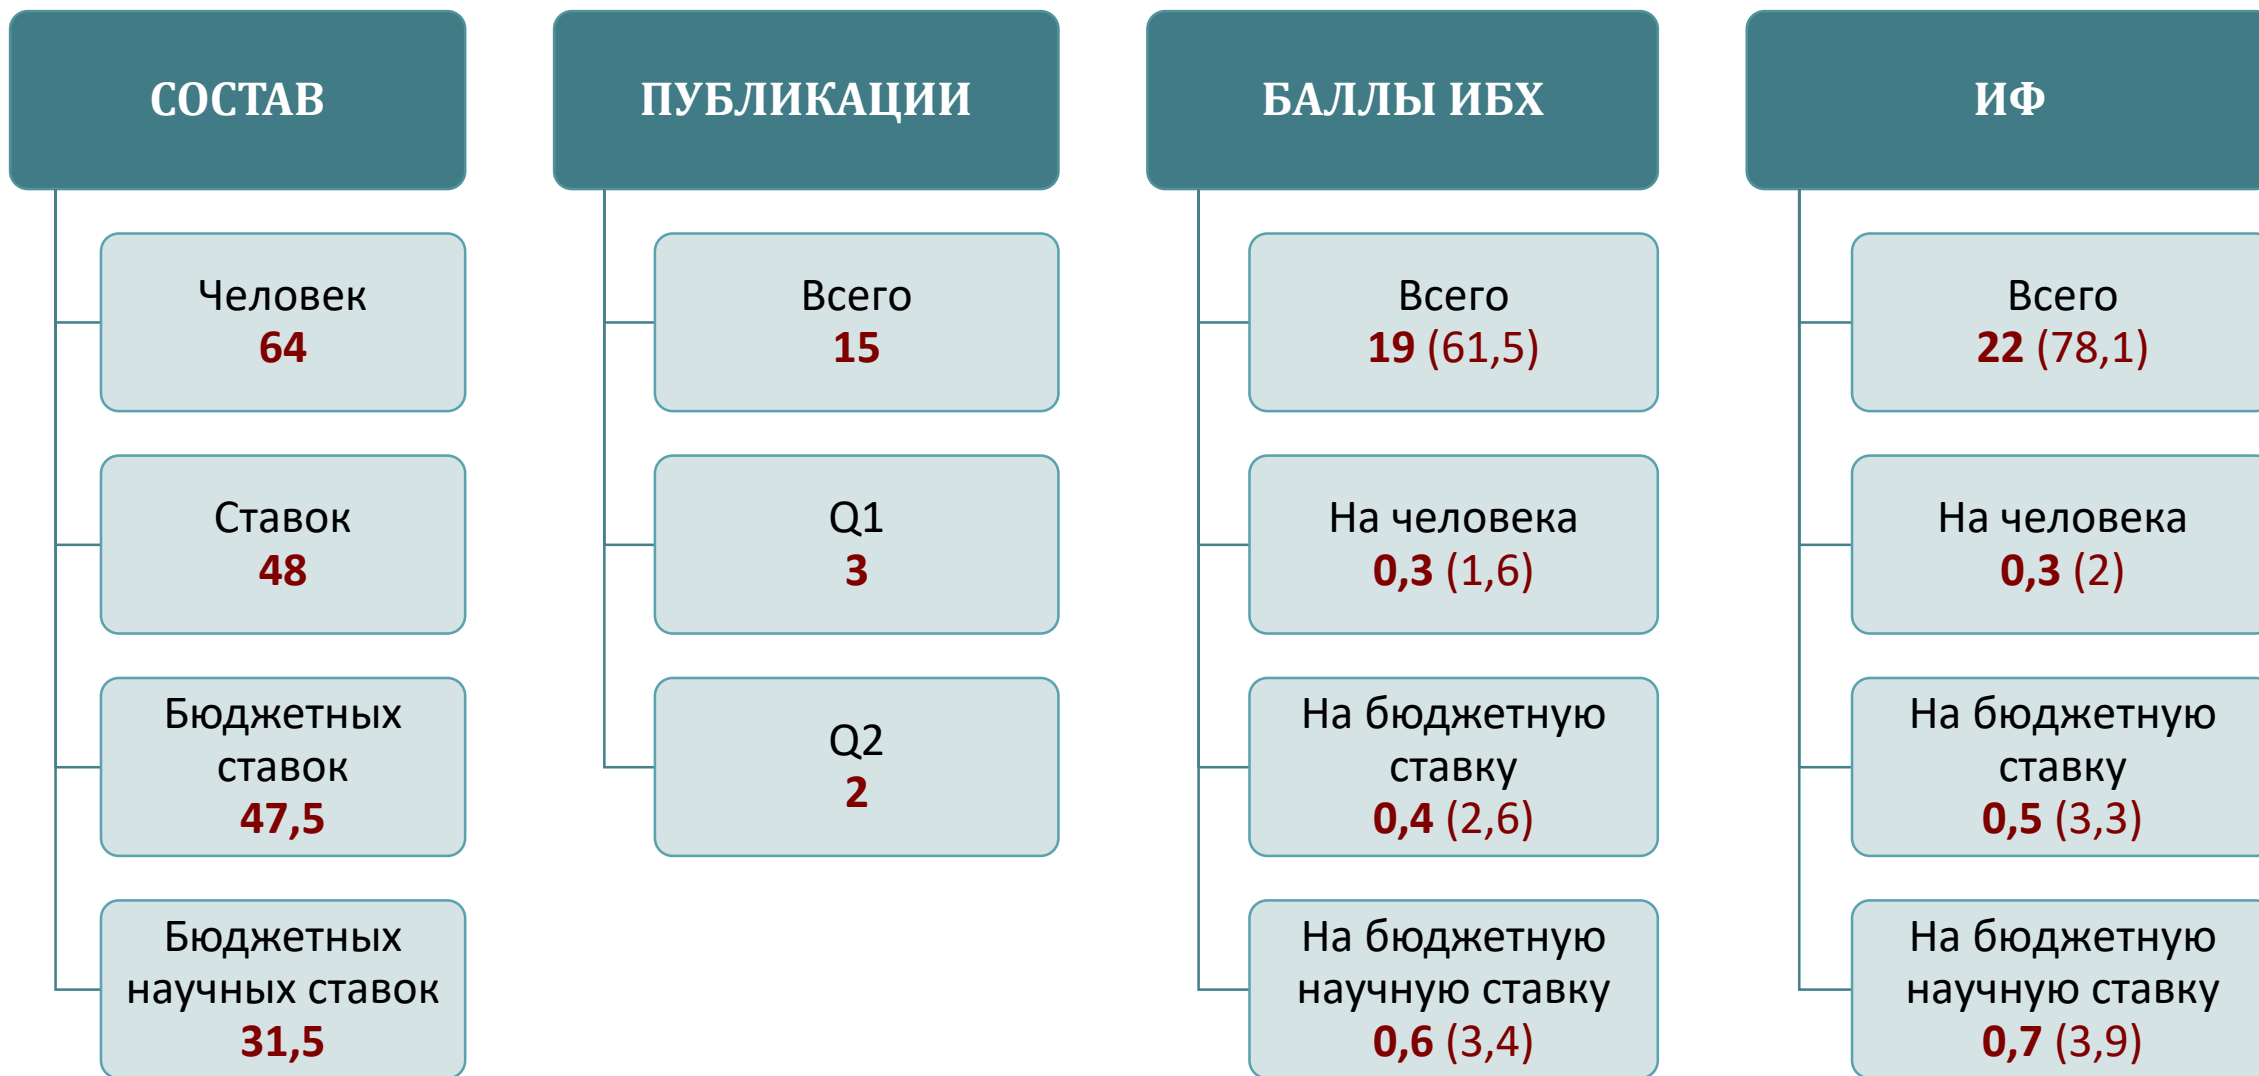 СОСТАВ
Человек
64
Ставок
48
Бюджетных
ставок
47,5
Бюджетных
научных ставок
31,5
ПУБЛИКАЦИИ
Всего
15
Q1
3
Q2
2
БАЛЛЫ ИБХ
Всего
19 (61,5)
На человека
0,3 (1,6)
На бюджетную
ставку
0,4 (2,6)
На бюджетную
научную ставку
0,6 (3,4)
ИФ
Всего
22 (78,1)
На человека
0,3 (2)
На бюджетную
ставку
0,5 (3,3)
На бюджетную
научную ставку
0,7 (3,9)